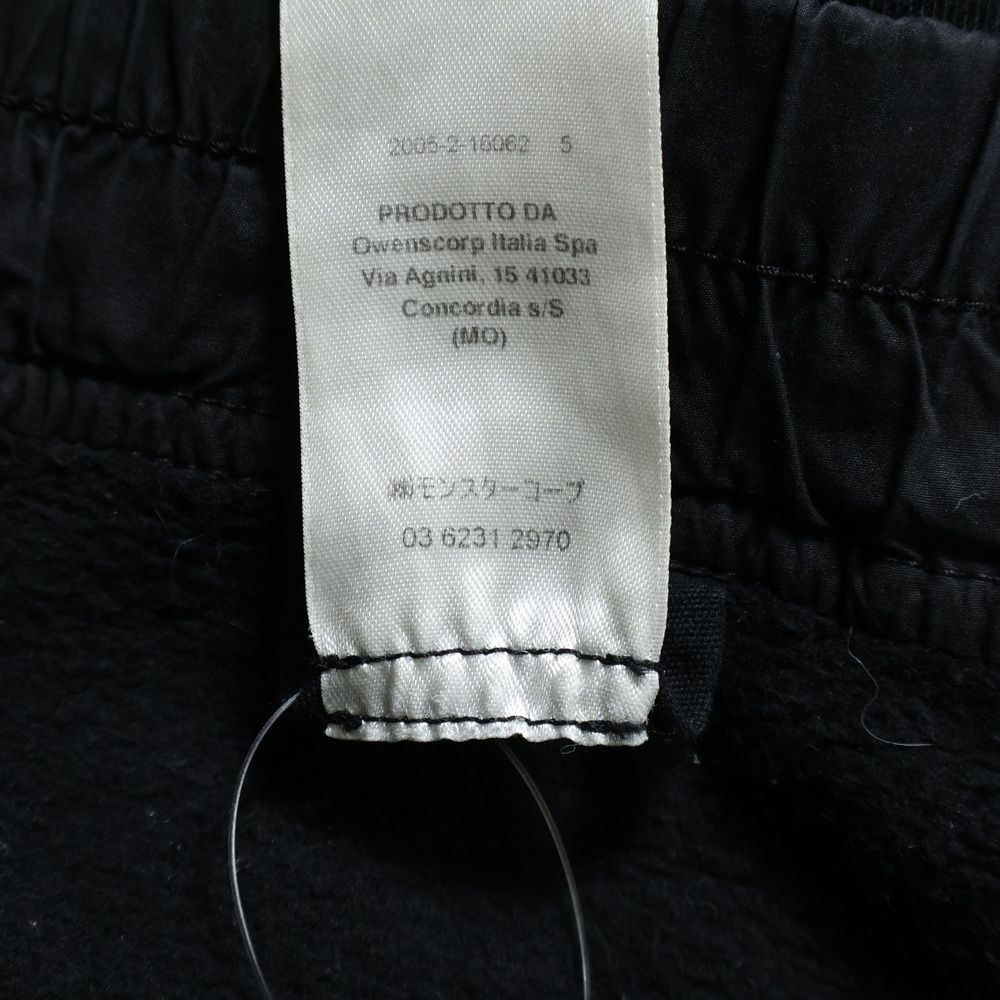 2005-2-16062 5
PRODOTTO DA
Owenscorp Italia Spa
Via Agnini, 15 41033
Concordia s/S
(MO)
㈱モンスターコープ
03 6231 2970